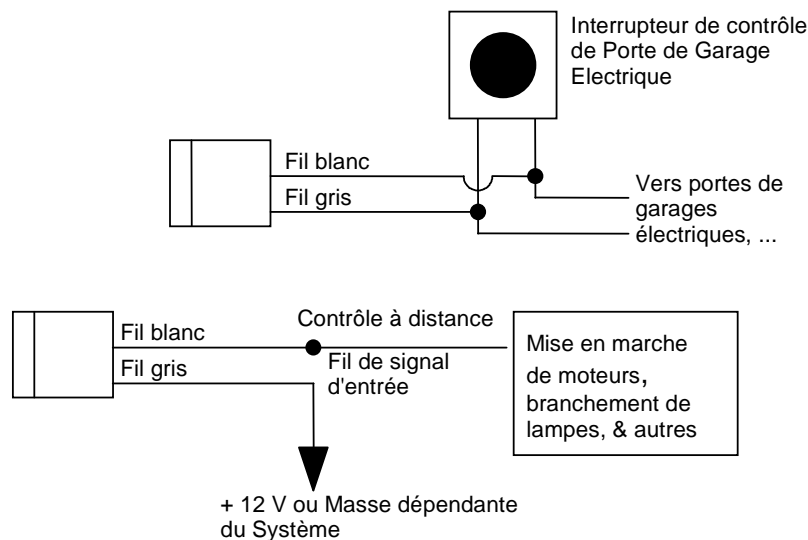 Interrupteur de contrôle
de Porte de Garage
Electrique
Fil blanc
Fil gris
Vers portes de
garages
électriques, ...
Fil blanc
Fil gris
Contrôle à distance
Fil de signal
d'entrée
Mise en marche
de moteurs,
branchement de
lampes, & autres
+ 12 V ou Masse dépendante
du Système